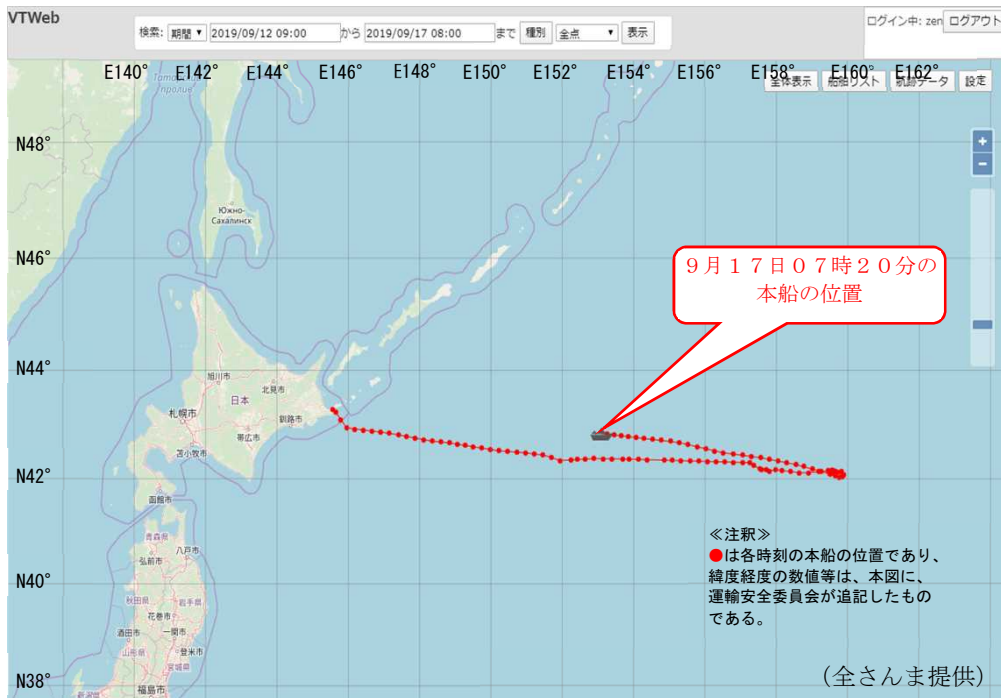 VTWeb
ログイン中: zen ログアウト
検索: 期間 2019/09/12 09:00 から 2019/09/17 08:00 まで 種別 全点 表示
E140° E142° E144° E146° E148° E150° E152° E154° E156° E158° E160° E162°
全体表示 船舶リスト 航跡データ 設定
+
−
N48°
Южно-
Сахалинск
N46°
9月17日07時20分の
本船の位置
N44°
旭川市
北見市
日本
札幌市
釧路市
帯広市
苫小牧市
N42°
函館市
≪注釈≫
●は各時刻の本船の位置であり、
緯度経度の数値等は、本図に、
運輸安全委員会が追記したもの
である。
青森県
弘前市
八戸市
N40°
秋田県
岩手県
花巻市
酒田市
一関市
山形県
登米市
宮城県
N38°
福島市
(全さんま提供)